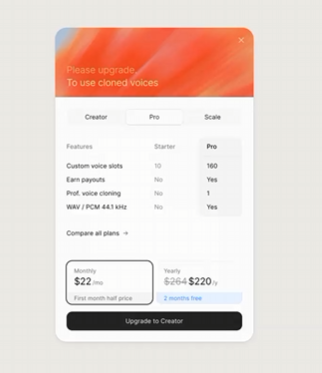 Please upgrade,
To use cloned voices
Creator Pro Scale
Features Starter Pro
Custom voice slots 10 160
Earn payouts No Yes
Prof. voice cloning No 1
WAV / PCM 44.1 kHz No Yes
Compare all plans →
Monthly Yearly
$22 /mo $264 $220 /y
First month half price 2 months free
Upgrade to Creator